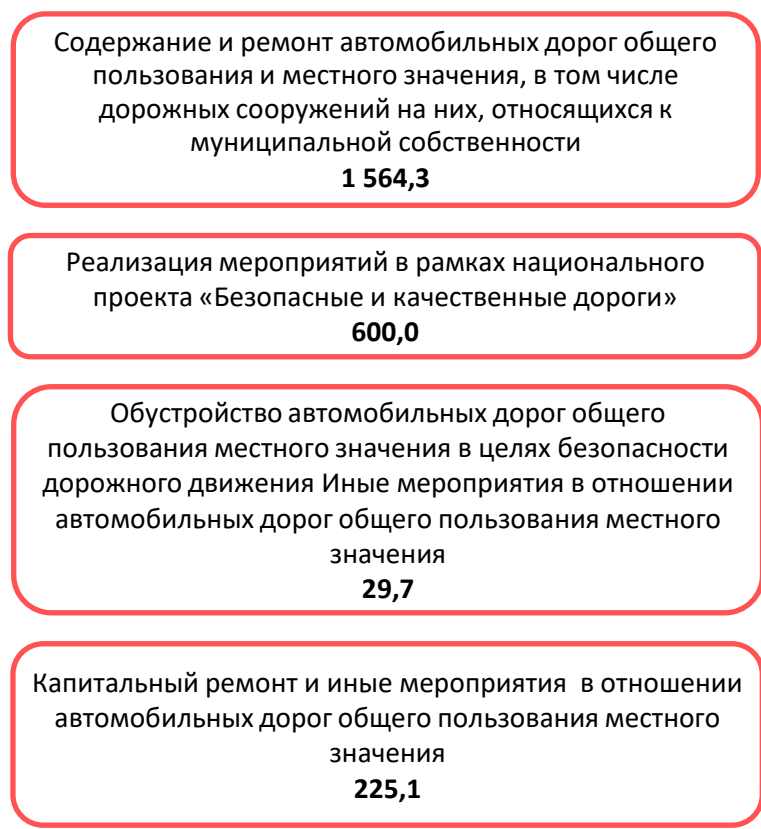 Содержание и ремонт автомобильных дорог общего
пользования и местного значения, в том числе
дорожных сооружений на них, относящихся к
муниципальной собственности
1 564,3
Реализация мероприятий в рамках национального
проекта «Безопасные и качественные дороги»
600,0
Обустройство автомобильных дорог общего
пользования местного значения в целях безопасности
дорожного движения Иные мероприятия в отношении
автомобильных дорог общего пользования местного
значения
29,7
Капитальный ремонт и иные мероприятия  в отношении
автомобильных дорог общего пользования местного
значения
225,1